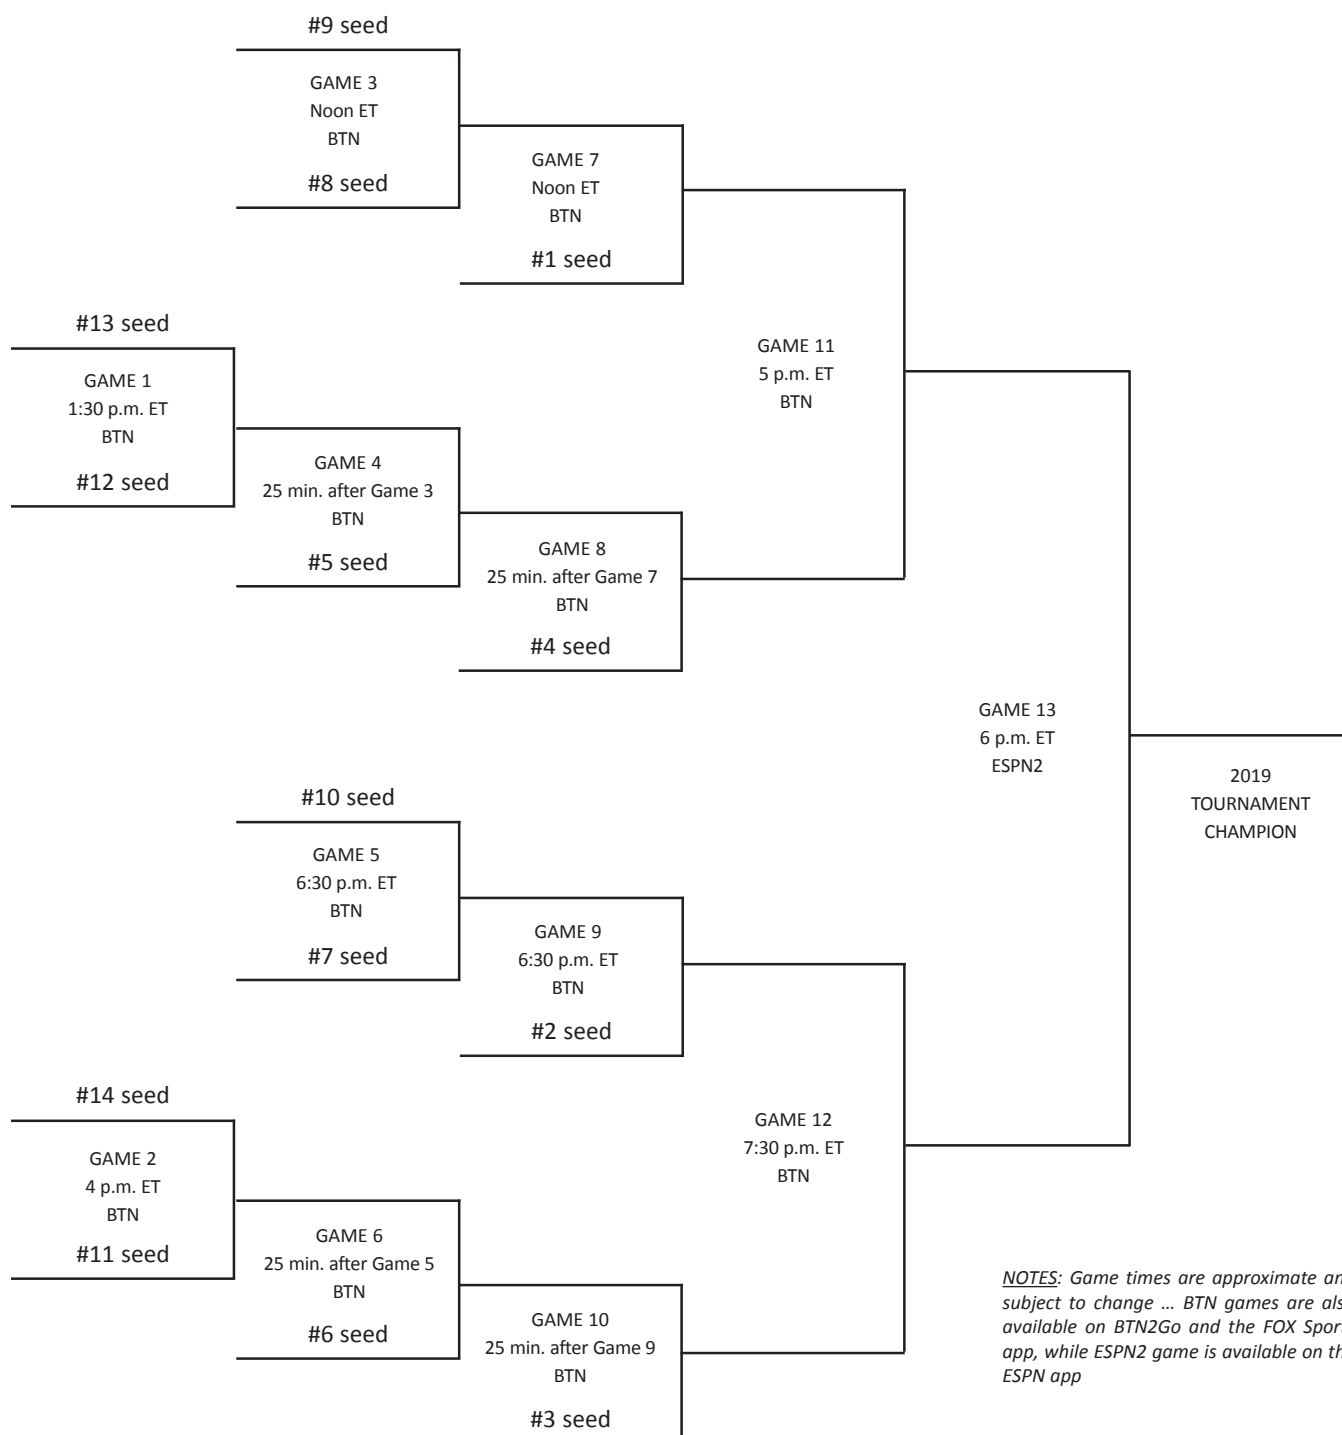 #9 seed
GAME 3
Noon ET
BTN
#8 seed
GAME 7
Noon ET
BTN
#1 seed
#13 seed
GAME 1
1:30 p.m. ET
BTN
#12 seed
GAME 4
25 min. after Game 3
BTN
#5 seed
GAME 8
25 min. after Game 7
BTN
#4 seed
GAME 11
5 p.m. ET
BTN
#10 seed
GAME 5
6:30 p.m. ET
BTN
#7 seed
GAME 9
6:30 p.m. ET
BTN
#2 seed
#14 seed
GAME 2
4 p.m. ET
BTN
#11 seed
GAME 6
25 min. after Game 5
BTN
#6 seed
GAME 10
25 min. after Game 9
BTN
#3 seed
GAME 12
7:30 p.m. ET
BTN
GAME 13
6 p.m. ET
ESPN2
2019
TOURNAMENT
CHAMPION
NOTES: Game times are approximate an
subject to change ... BTN games are als
available on BTN2Go and the FOX Sport
app, while ESPN2 game is available on th
ESPN app